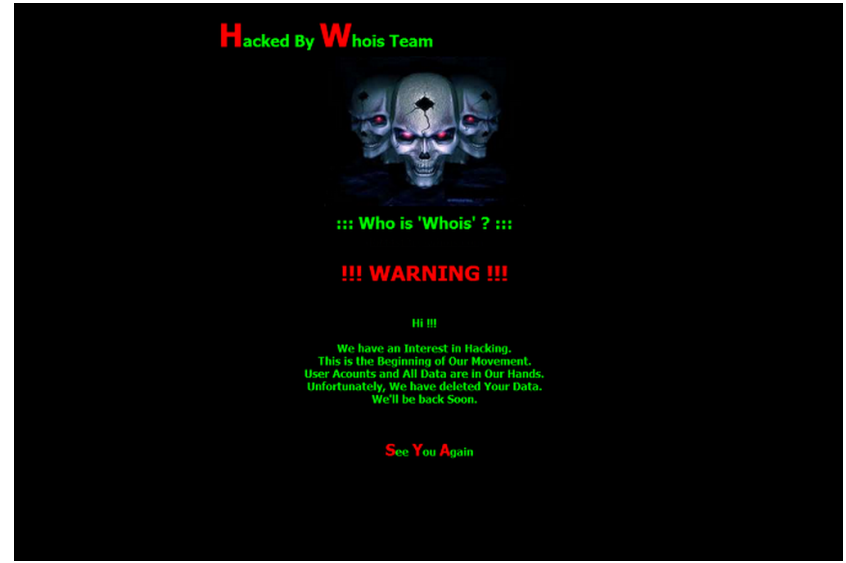 Hacked By Whois Team
::: Who is 'Whois' ? :::
!!! WARNING !!!
Hi !!!
We have an Interest in Hacking.
This is the Beginning of Our Movement.
User Acounts and All Data are in Our Hands.
Unfortunately, We have deleted Your Data.
We'll be back Soon.
See You Again